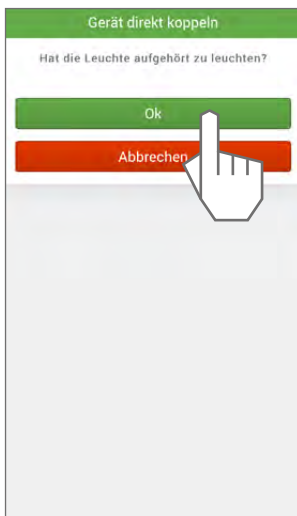 Gerät direkt koppeln
Hat die Leuchte aufgehört zu leuchten?
Ok
Abbrechen